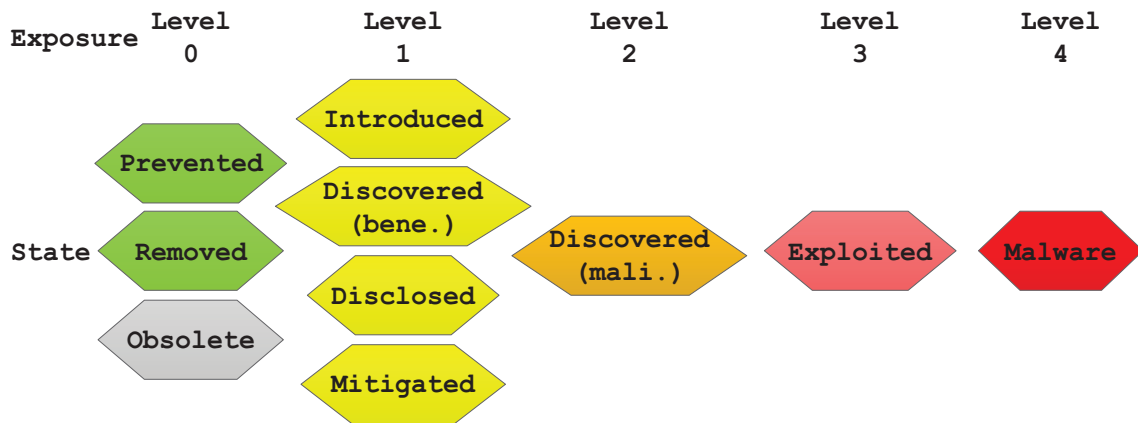 Exposure Level 0 Level 1 Level 2 Level 3 Level 4
Introduced
Prevented
Discovered
(bene.)
State Removed Discovered (mali.) Exploited Malware
Disclosed
Obsolete
Mitigated